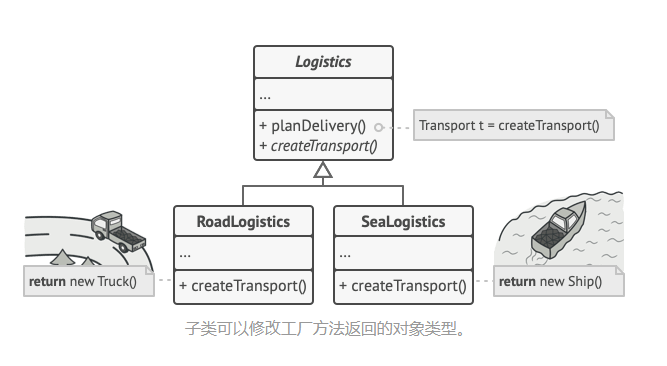 Logistics
...
+ planDelivery()
+ createTransport()
Transport t = createTransport()
RoadLogistics
...
+ createTransport()
return new Truck()
SeaLogistics
...
+ createTransport()
return new Ship()
子类可以修改工厂方法返回的对象类型。